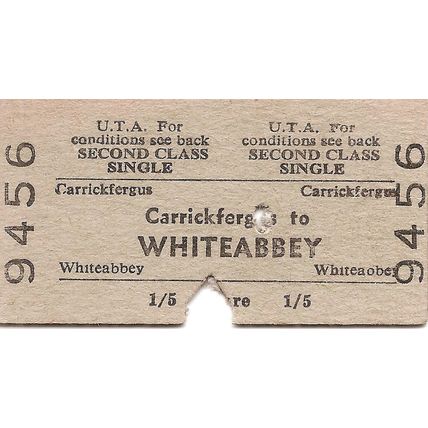 U.T.A. For U.T.A. For
conditions see back conditions see back
SECOND CLASS SECOND CLASS
SINGLE SINGLE
Carrickfergus Carrickfergus
Carrickfergus to
WHITEABBEY
Whiteabbey Whiteabbey
1/5 1/5
9456 9456